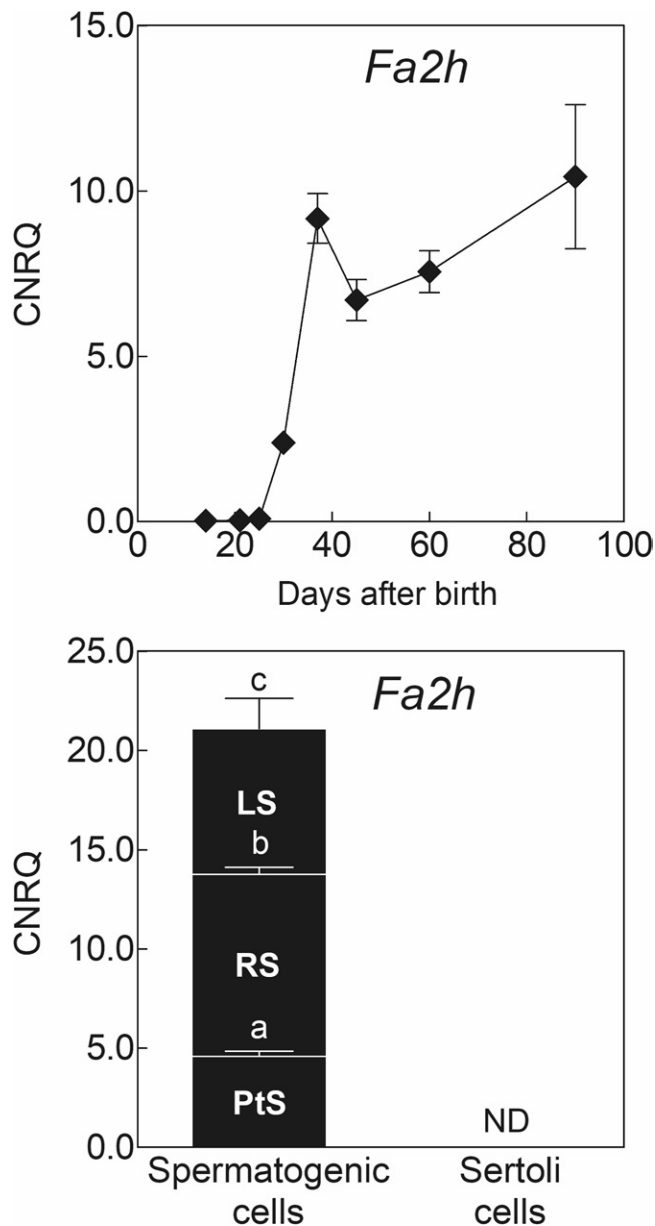 15.0
Fa2h
10.0
CNRQ
5.0
0.0
0 20 40 60 80 100
Days after birth
25.0
c
Fa2h
20.0
LS
b
15.0
CNRQ
10.0
RS
a
5.0
PtS
ND
0.0
Spermatogenic Sertoli
cells cells